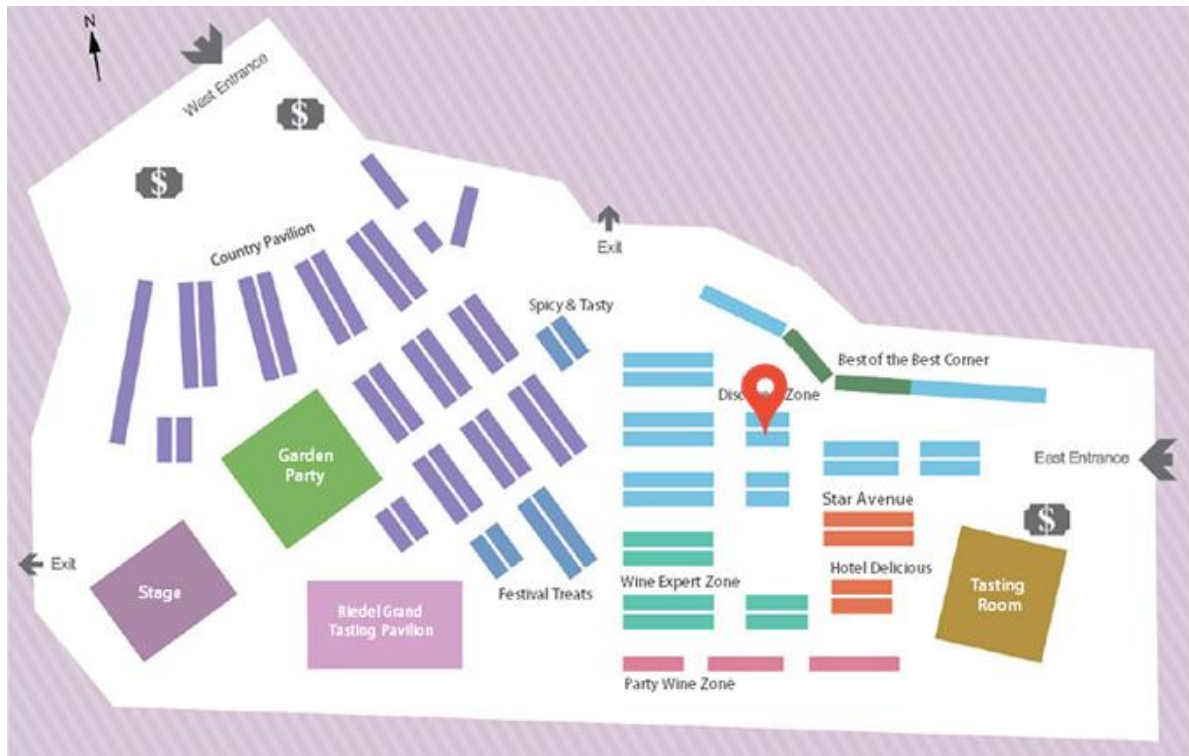 N
West Entrance
$
$
Country Pavilion
Exit
Spicy & Tasty
Best of the Best Corner
Zone
East Entrance
Garden
Party
Star Avenue
$
Exit
Stage
Festival Treats
Wine Expert Zone
Hotel Delicious
Tasting
Room
Riedel Grand
Tasting Pavilion
Party Wine Zone